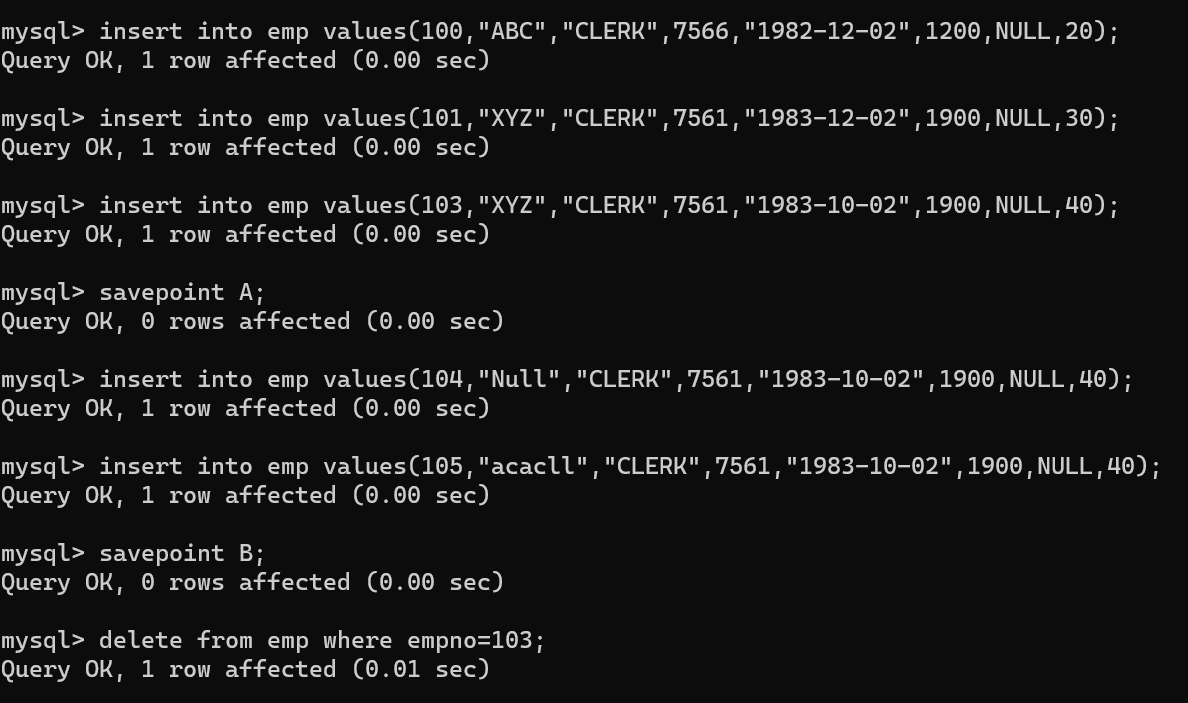 mysql> insert into emp values(100,"ABC","CLERK",7566,"1982-12-02",1200,NULL,20);
Query OK, 1 row affected (0.00 sec)
mysql> insert into emp values(101,"XYZ","CLERK",7561,"1983-12-02",1900,NULL,30);
Query OK, 1 row affected (0.00 sec)
mysql> insert into emp values(103,"XYZ","CLERK",7561,"1983-10-02",1900,NULL,40);
Query OK, 1 row affected (0.00 sec)
mysql> savepoint A;
Query OK, 0 rows affected (0.00 sec)
mysql> insert into emp values(104,"Null","CLERK",7561,"1983-10-02",1900,NULL,40);
Query OK, 1 row affected (0.00 sec)
mysql> insert into emp values(105,"acacll","CLERK",7561,"1983-10-02",1900,NULL,40);
Query OK, 1 row affected (0.00 sec)
mysql> savepoint B;
Query OK, 0 rows affected (0.00 sec)
mysql> delete from emp where empno=103;
Query OK, 1 row affected (0.01 sec)